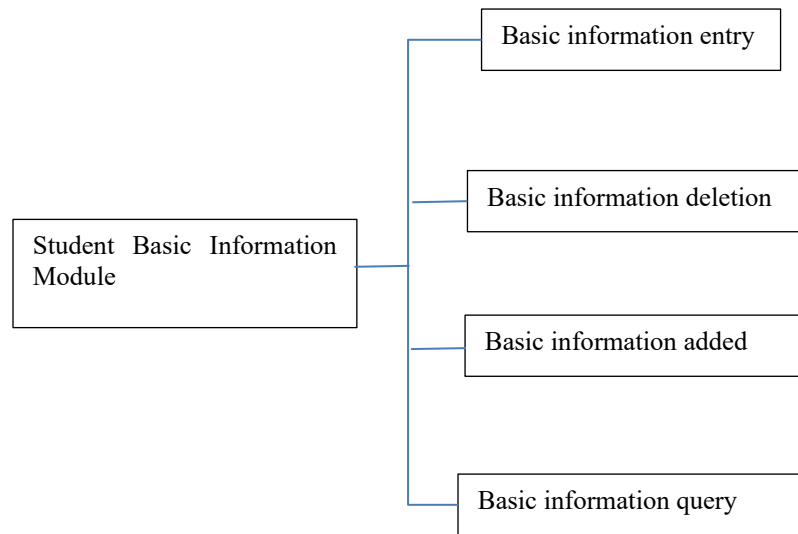 Basic information entry
Basic information deletion
Student Basic Information
Module
Basic information added
Basic information query